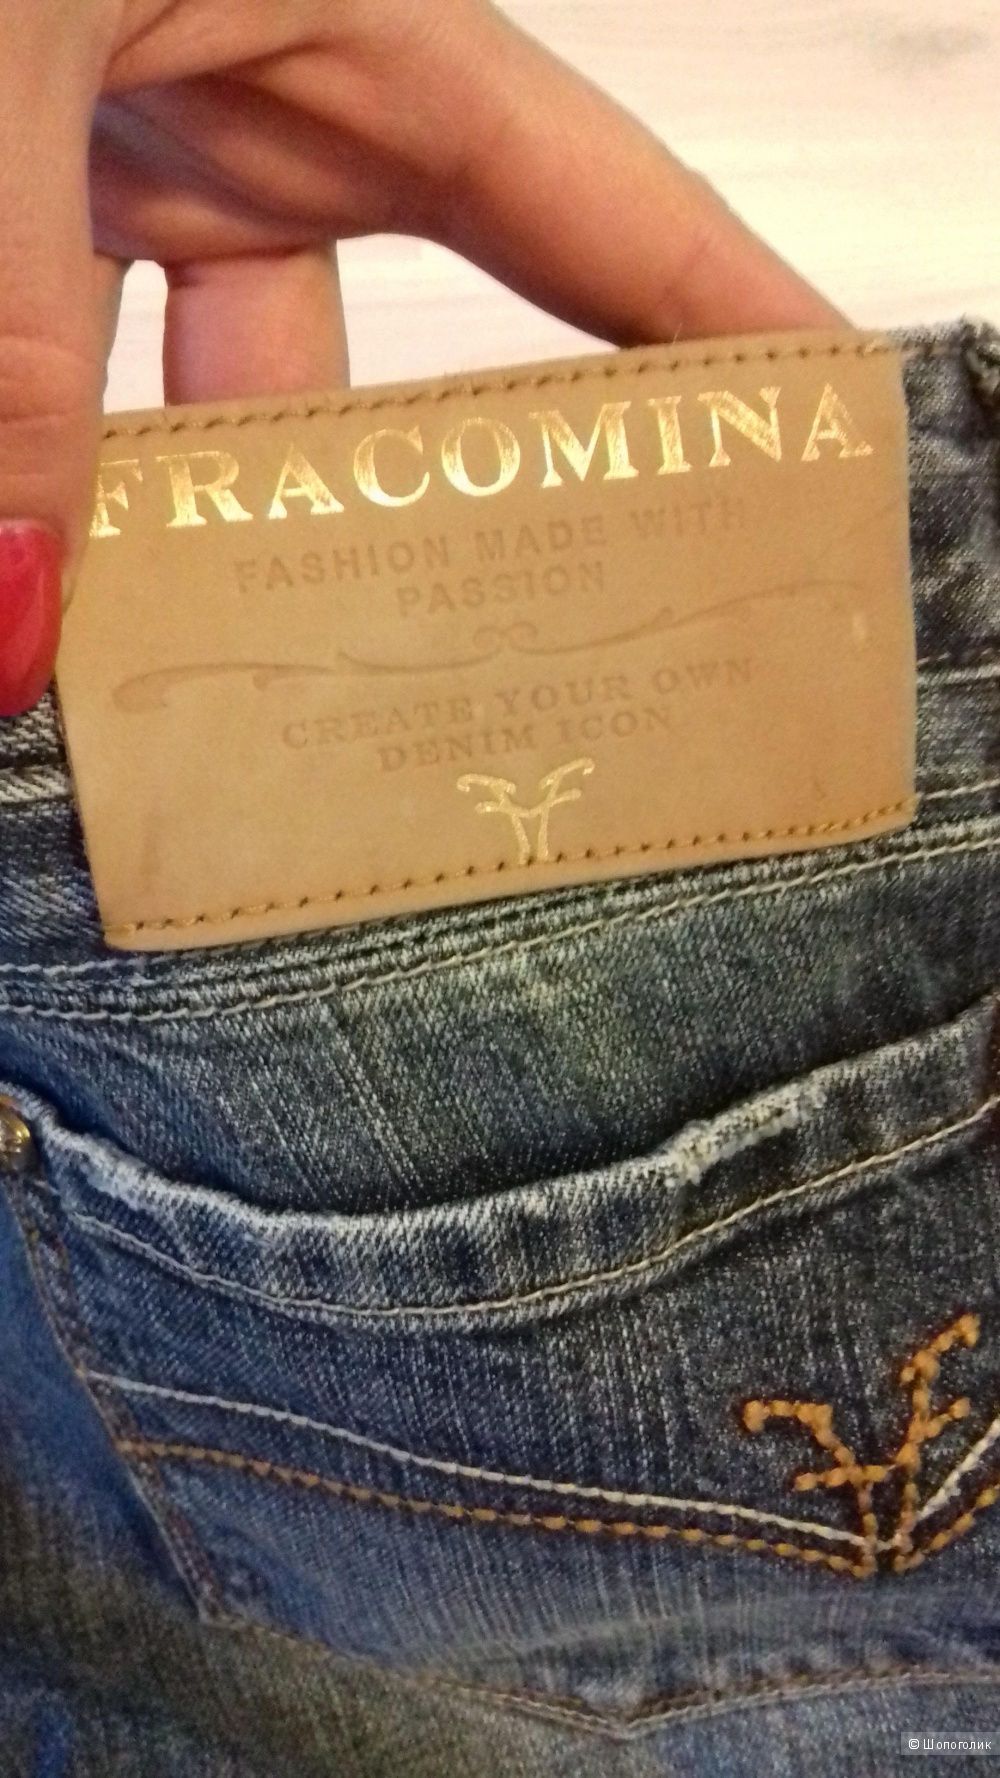 FRACOMINA
FASHION MADE WITH
PASSION
CREATE YOUR OWN
DENIM ICON
© Шопоголик